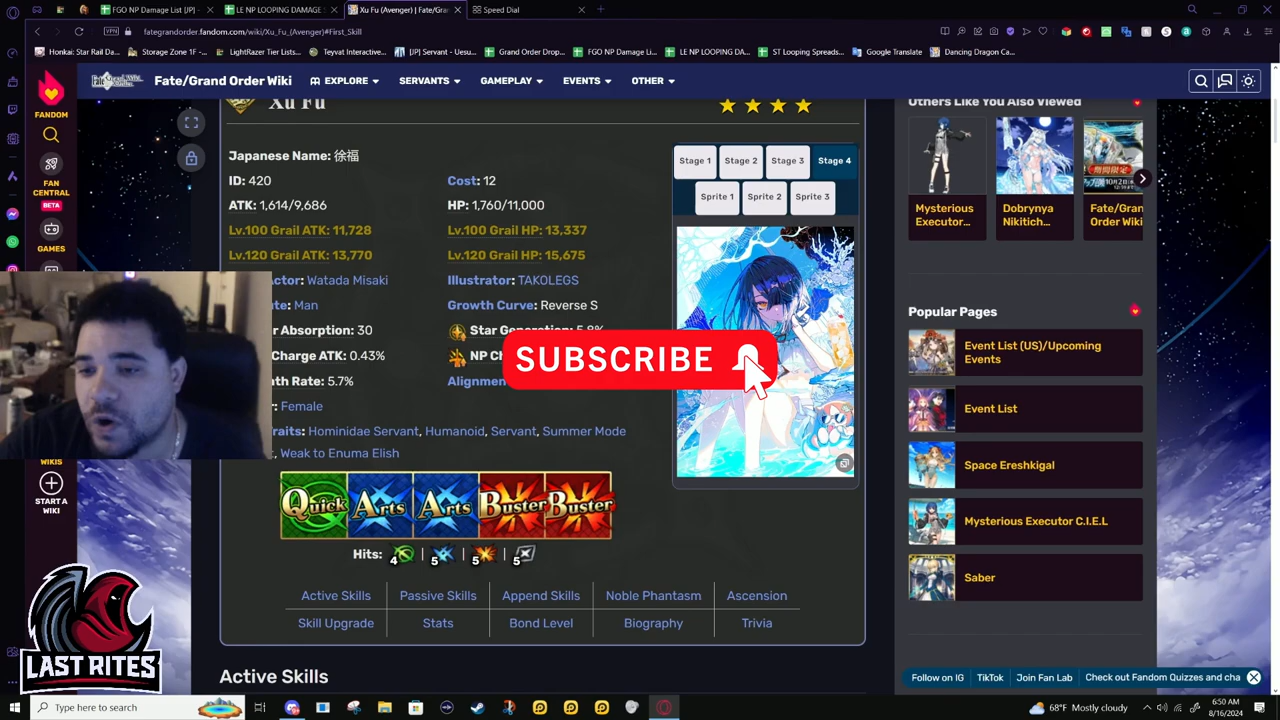 FGO NP Damage List [JP]
LE NP LOOPING DAMAGE
Xu Fu (Avenger) | Fate/Gran
Speed Dial
VPN
fategrandorder.fandom.com/wiki/Xu_Fu_(Avenger)#First_Skill
Honkai: Star Rail Da...
Storage Zone 1F -...
LightRazer Tier Lists...
Teyvat Interactive...
[JP] Servant - Usef...
Grand Order Drop...
FGO NP Damage Li...
LE NP LOOPING DA...
ST Looping Spreads...
Google Translate
Dancing Dragon Ca...
Fate/Grand Order Wiki
EXPLORE
SERVANTS
GAMEPLAY
EVENTS
OTHER
FANDOM
FAN CENTRAL
BETA
GAMES
WIKIS
START A WIKI
Xu Fu
Japanese Name: 徐福
ID: 420
Cost: 12
ATK: 1,614/9,686
HP: 1,760/11,000
Lv.100 Grail ATK: 11,728
Lv.100 Grail HP: 13,337
Lv.120 Grail ATK: 13,770
Lv.120 Grail HP: 15,675
Actor: Watada Misaki
Illustrator: TAKOLEGS
Man
Growth Curve: Reverse S
Absorption: 30
Star Generation: 5.8%
Charge ATK: 0.43%
NP Ch
Rate: 5.7%
Alignmen
Female
Hominidae Servant, Humanoid, Servant, Summer Mode
Weak to Enuma Elish
Stage 1
Stage 2
Stage 3
Stage 4
Sprite 1
Sprite 2
Sprite 3
SUBSCRIBE
Quick
Arts
Arts
Buster
Buster
Hits: 4 | 5 | 5 | 5
Active Skills
Passive Skills
Append Skills
Noble Phantasm
Ascension
Skill Upgrade
Stats
Bond Level
Biography
Trivia
Active Skills
Others Like You Also Viewed
Mysterious Executor...
Dobrynya Nikitich...
Fate/Gran Order Wiki
Popular Pages
Event List (US)/Upcoming Events
Event List
Space Ereshkigal
Mysterious Executor C.I.E.L
Saber
Follow on IG
TikTok
Join Fan Lab
Check out Fandom Quizzes and cha
LAST RITES
Type here to search
68°F Mostly cloudy
6:50 AM
8/16/2024